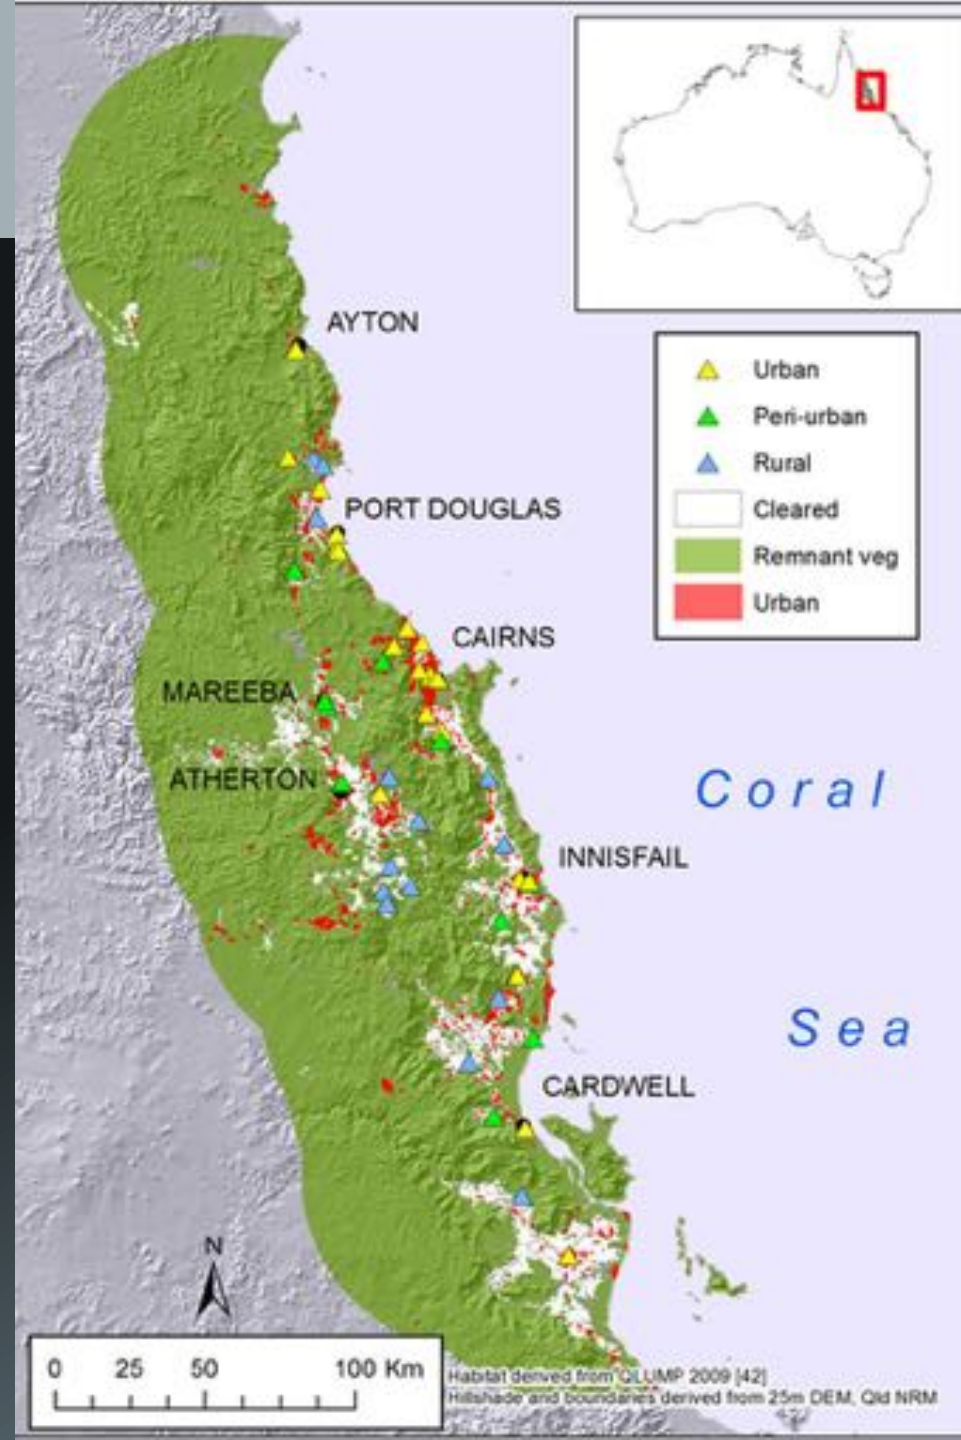 AYTON
Urban
Peri-urban
Rural
PORT DOUGLAS
Cleared
Remnant veg
Urban
CAIRNS
MAREEBA
ATHERTON
Coral
INNISFAIL
Sea
CARDWELL
N
0 25 50 100 Km
Habitat derived from QLUMP 2009 [42]
Hillshade and boundaries derived from 25m DEM, Qld NRM